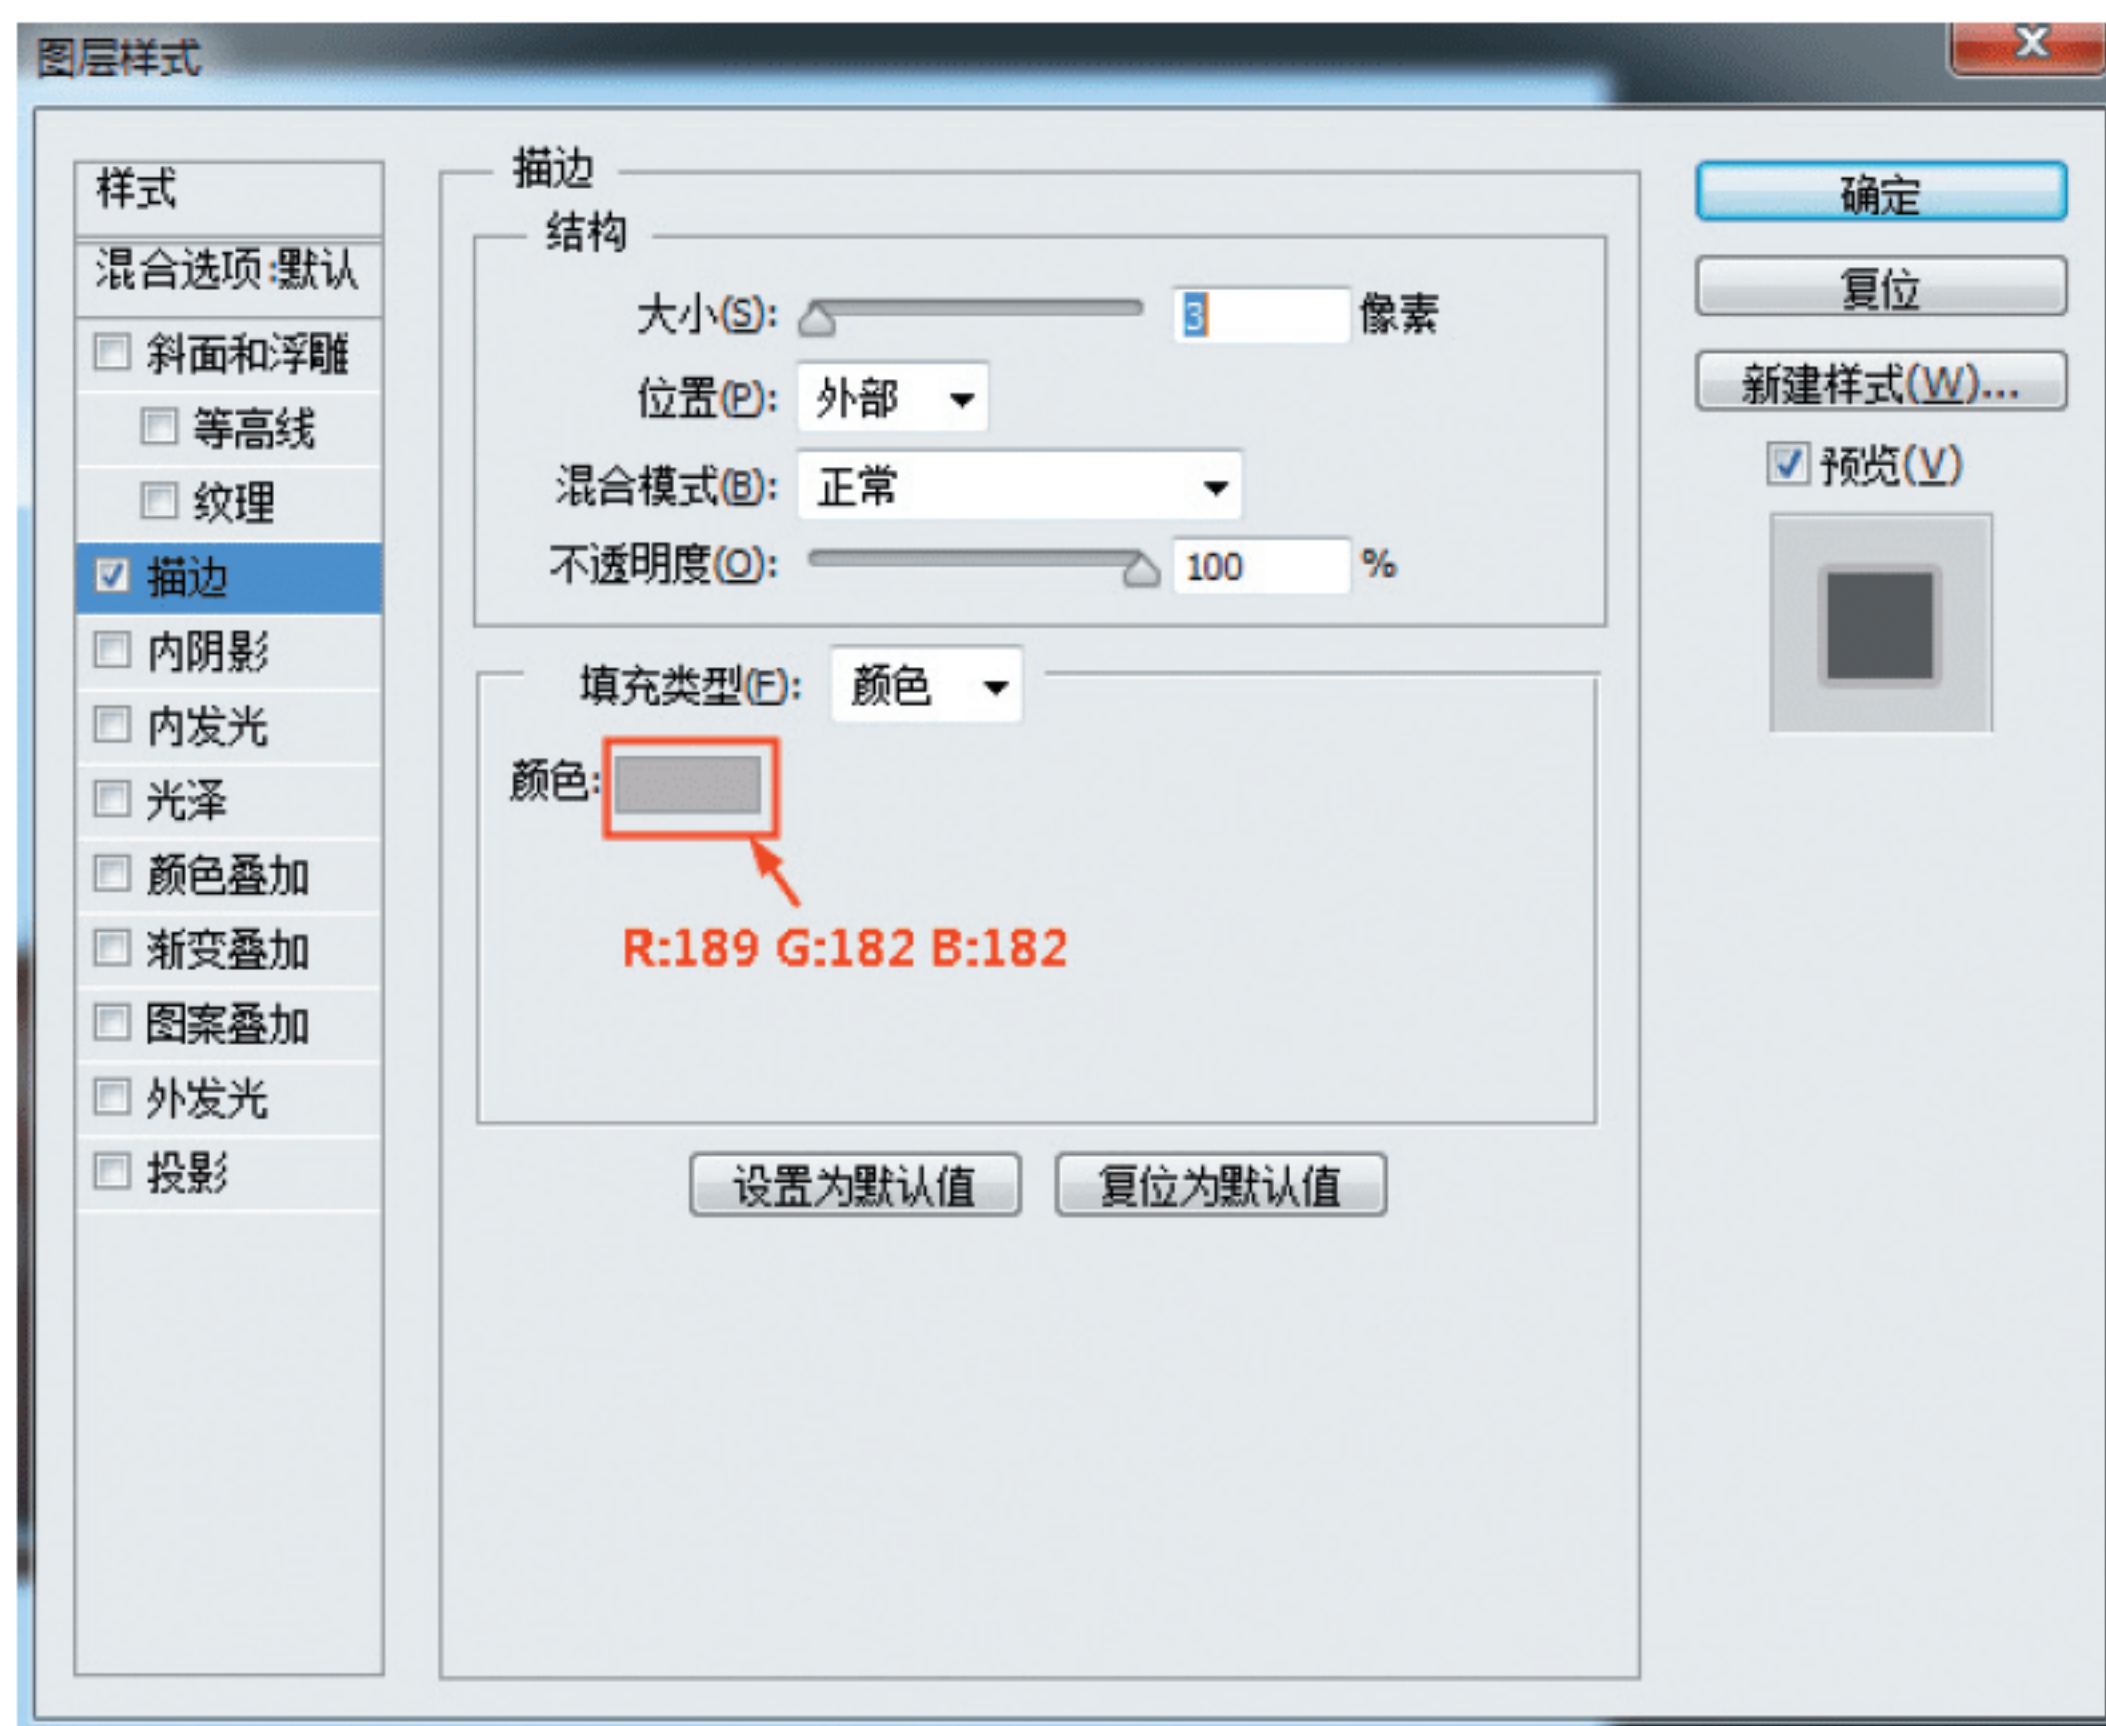 图层样式
样式
混合选项:默认
斜面和浮雕
等高线
纹理
描边
内阴影
内发光
光泽
颜色叠加
渐变叠加
图案叠加
外发光
投影
描边
结构
大小(S): 3 像素
位置(P): 外部
混合模式(B): 正常
不透明度(O): 100 %
填充类型(F): 颜色
颜色:
R:189 G:182 B:182
设置为默认值 复位为默认值
确定
复位
新建样式(W)...
预览(V)